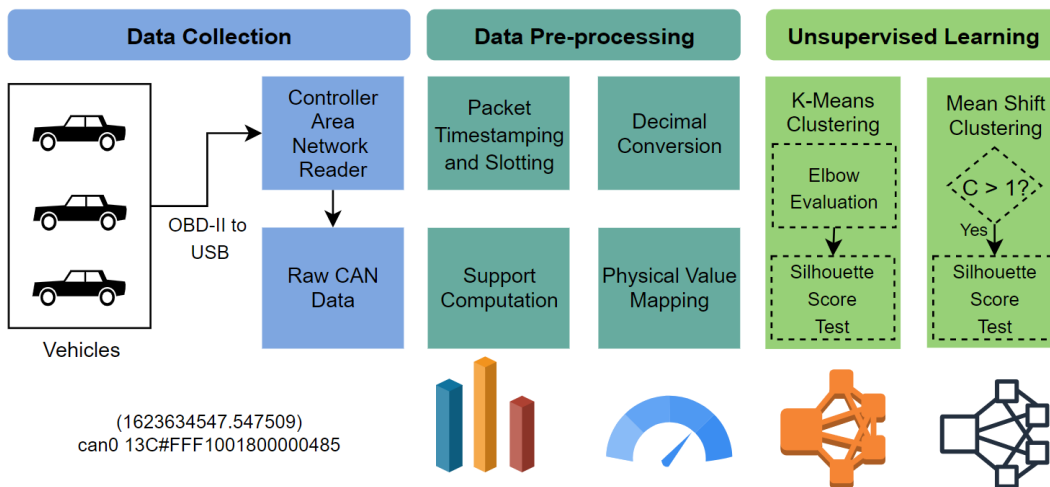 Data Collection
Data Pre-processing
Unsupervised Learning
Controller
Area
Network
Reader
OBD-II to
USB
Raw CAN
Data
Vehicles
(1623634547.547509)
can0 13C#FFF1001800000485
Packet
Timestamping
and Slotting
Decimal
Conversion
Support
Computation
Physical Value
Mapping
K-Means
Clustering
Elbow
Evaluation
Silhouette
Score
Test
Mean Shift
Clustering
C > 1?
Yes
Silhouette
Score
Test